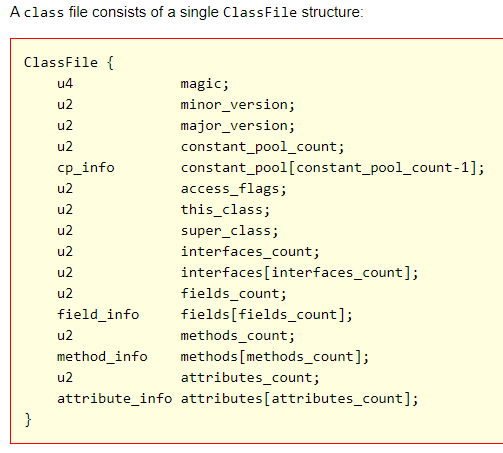 A class file consists of a single ClassFile structure:
ClassFile {
u4 magic;
u2 minor_version;
u2 major_version;
u2 constant_pool_count;
cp_info constant_pool[constant_pool_count-1];
u2 access_flags;
u2 this_class;
u2 super_class;
u2 interfaces_count;
u2 interfaces[interfaces_count];
u2 fields_count;
field_info fields[fields_count];
u2 methods_count;
method_info methods[methods_count];
u2 attributes_count;
attribute_info attributes[attributes_count];
}